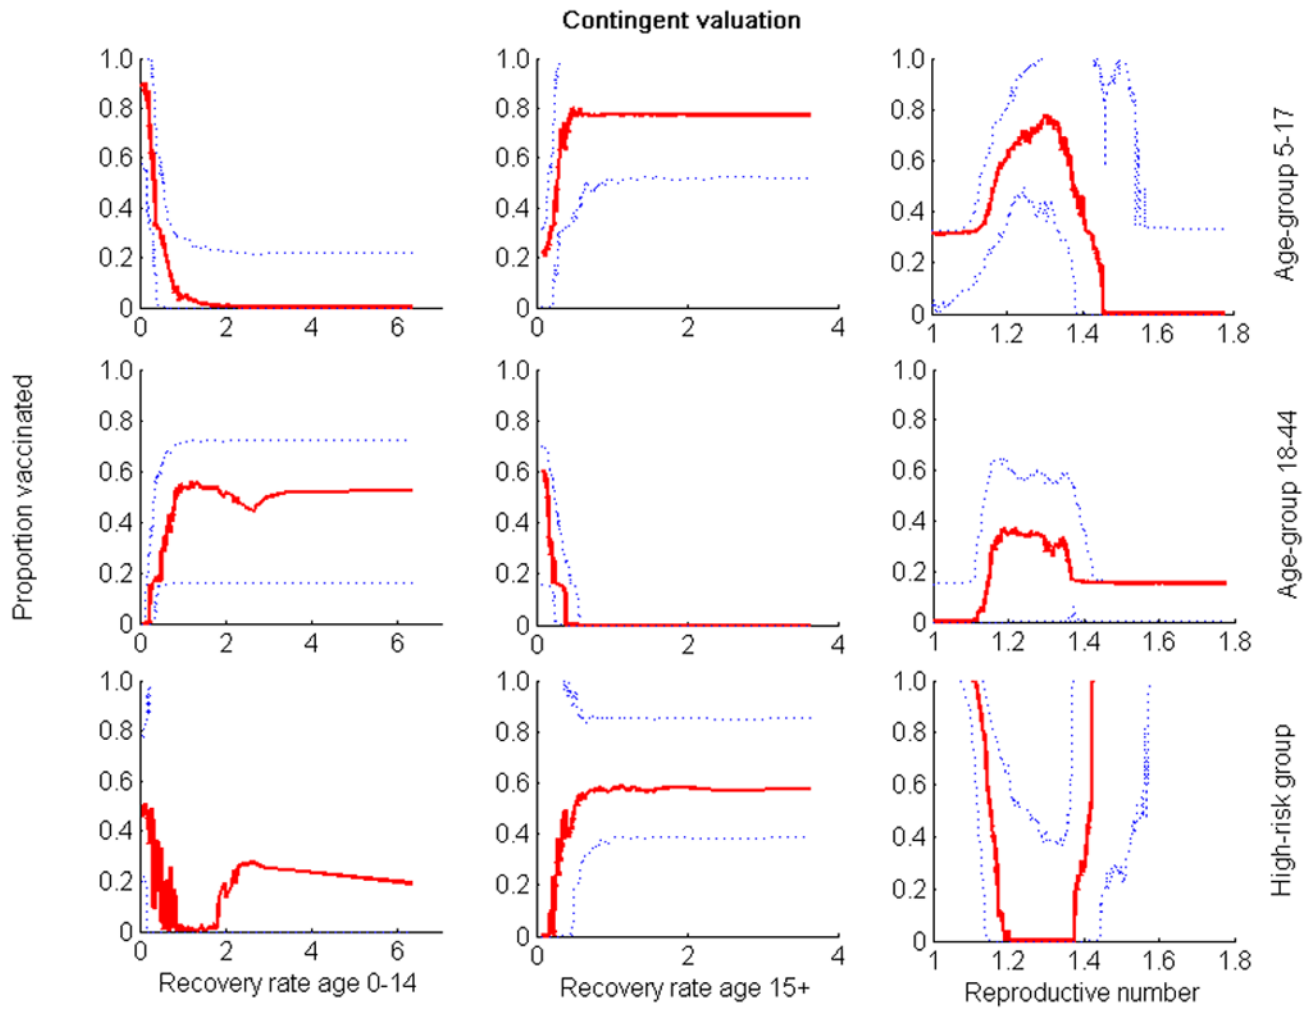 Contingent valuation
1.0 0.8 0.6 0.4 0.2 0
0 2 4 6
1.0 0.8 0.6 0.4 0.2 0
0 2 4
1.0 0.8 0.6 0.4 0.2 0
1 1.2 1.4 1.6 1.8
Age-group 5-17
Proportion vaccinated
1.0 0.8 0.6 0.4 0.2 0
0 2 4 6
1.0 0.8 0.6 0.4 0.2 0
0 2 4
1.0 0.8 0.6 0.4 0.2 0
1 1.2 1.4 1.6 1.8
Age-group 18-44
1.0 0.8 0.6 0.4 0.2 0
0 2 4 6
Recovery rate age 0-14
1.0 0.8 0.6 0.4 0.2 0
0 2 4
Recovery rate age 15+
1.0 0.8 0.6 0.4 0.2 0
1 1.2 1.4 1.6 1.8
Reproductive number
High-risk group